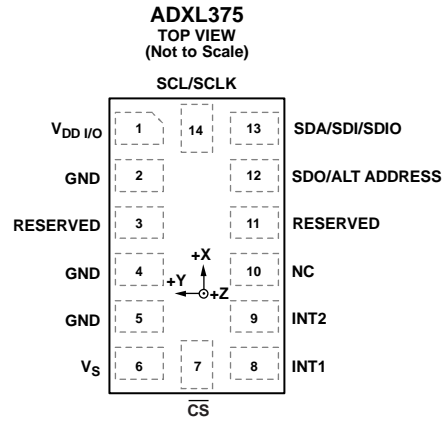 ADXL375
TOP VIEW
(Not to Scale)
SCL/SCLK
VDD I/O 1 14 13 SDA/SDI/SDIO
GND 2 12 SDO/ALT ADDRESS
RESERVED 3 11 RESERVED
GND 4 +X +Y +Z 10 NC
GND 5 9 INT2
VS 6 7 8 INT1
C̅S̅